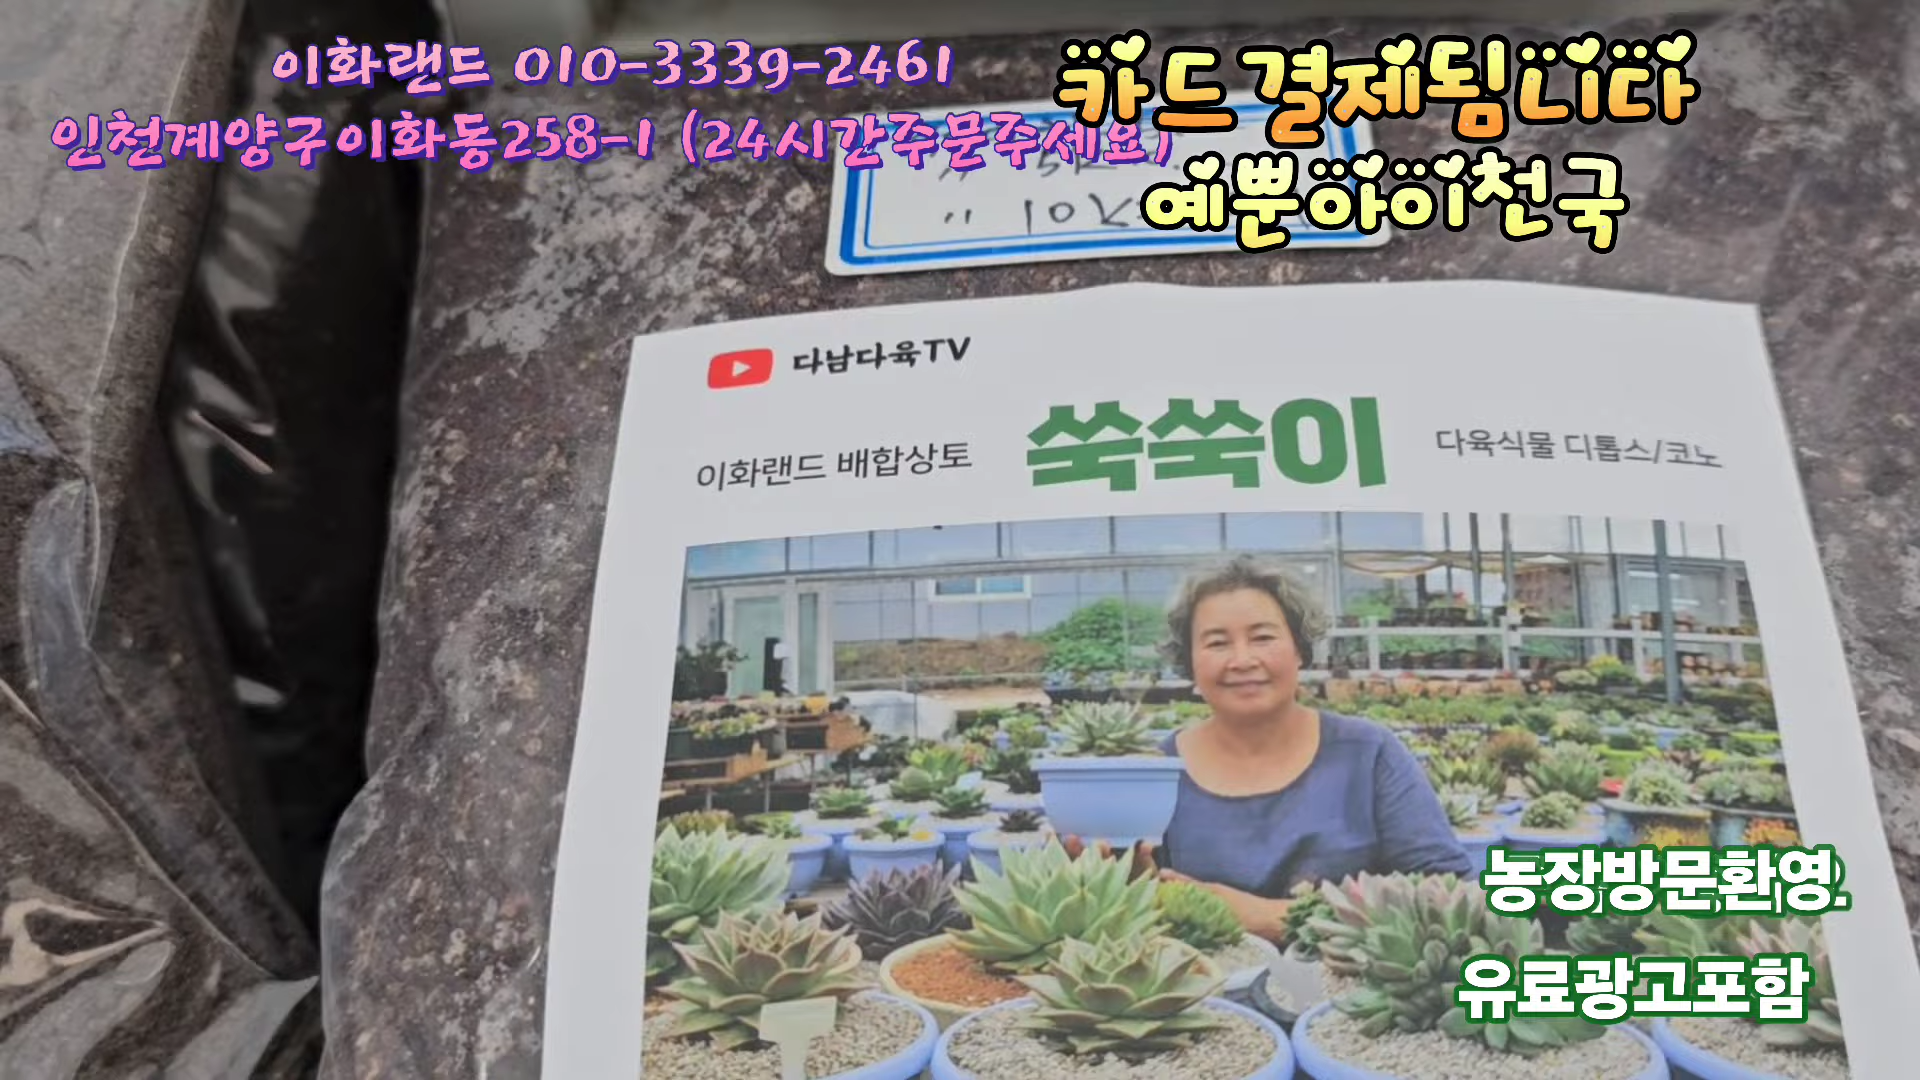 이화랜드 010-3339-2461
인천계양구이화동258-1 (24시간주문주세요)
카드결제됩니다
예쁜아이천국
다남다육TV
이화랜드 배합상토
쑥쑥이
다육식물 디톱스/코노
농장방문환영.
유료광고포함